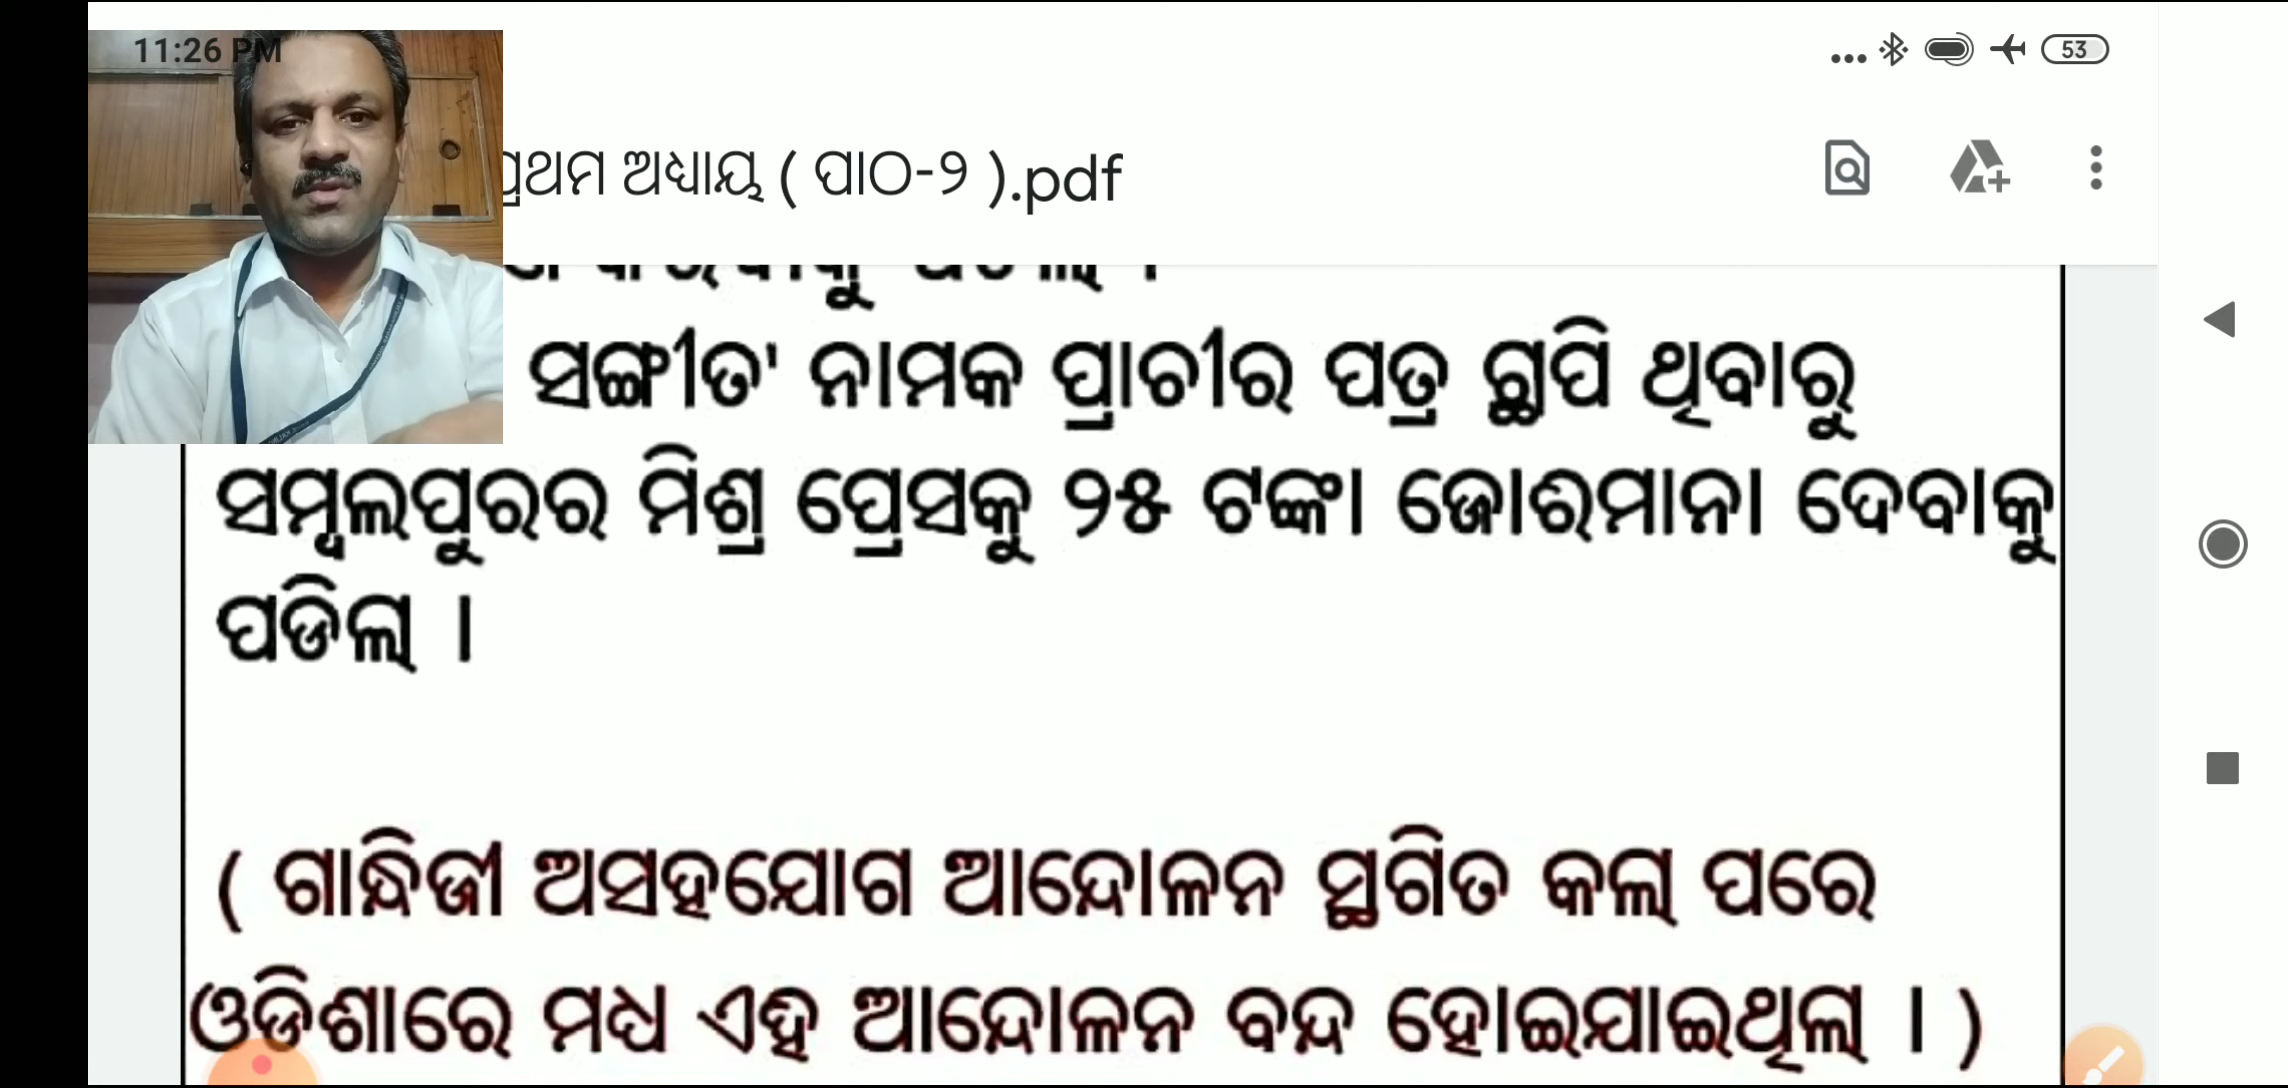 11:26 PM
53
ପ୍ରଥମ ଅଧ୍ୟାୟ ( ପାଠ-୨ ).pdf
ସଙ୍ଗୀତ' ନାମକ ପ୍ରାଚୀର ପତ୍ର ଛାପି ଥିବାରୁ
ସମ୍ବଲପୁରର ମିଶ୍ର ପ୍ରେସକୁ ୨୫ ଟଙ୍କା ଜୋରମାନା ଦେବାକୁ
ପଡିଲା ।
( ଗାନ୍ଧିଜୀ ଅସହଯୋଗ ଆନ୍ଦୋଳନ ସ୍ଥଗିତ କଲା ପରେ
ଓଡିଶାରେ ମଧ୍ୟ ଏହି ଆନ୍ଦୋଳନ ବନ୍ଦ ହୋଇଯାଇଥିଲା । )